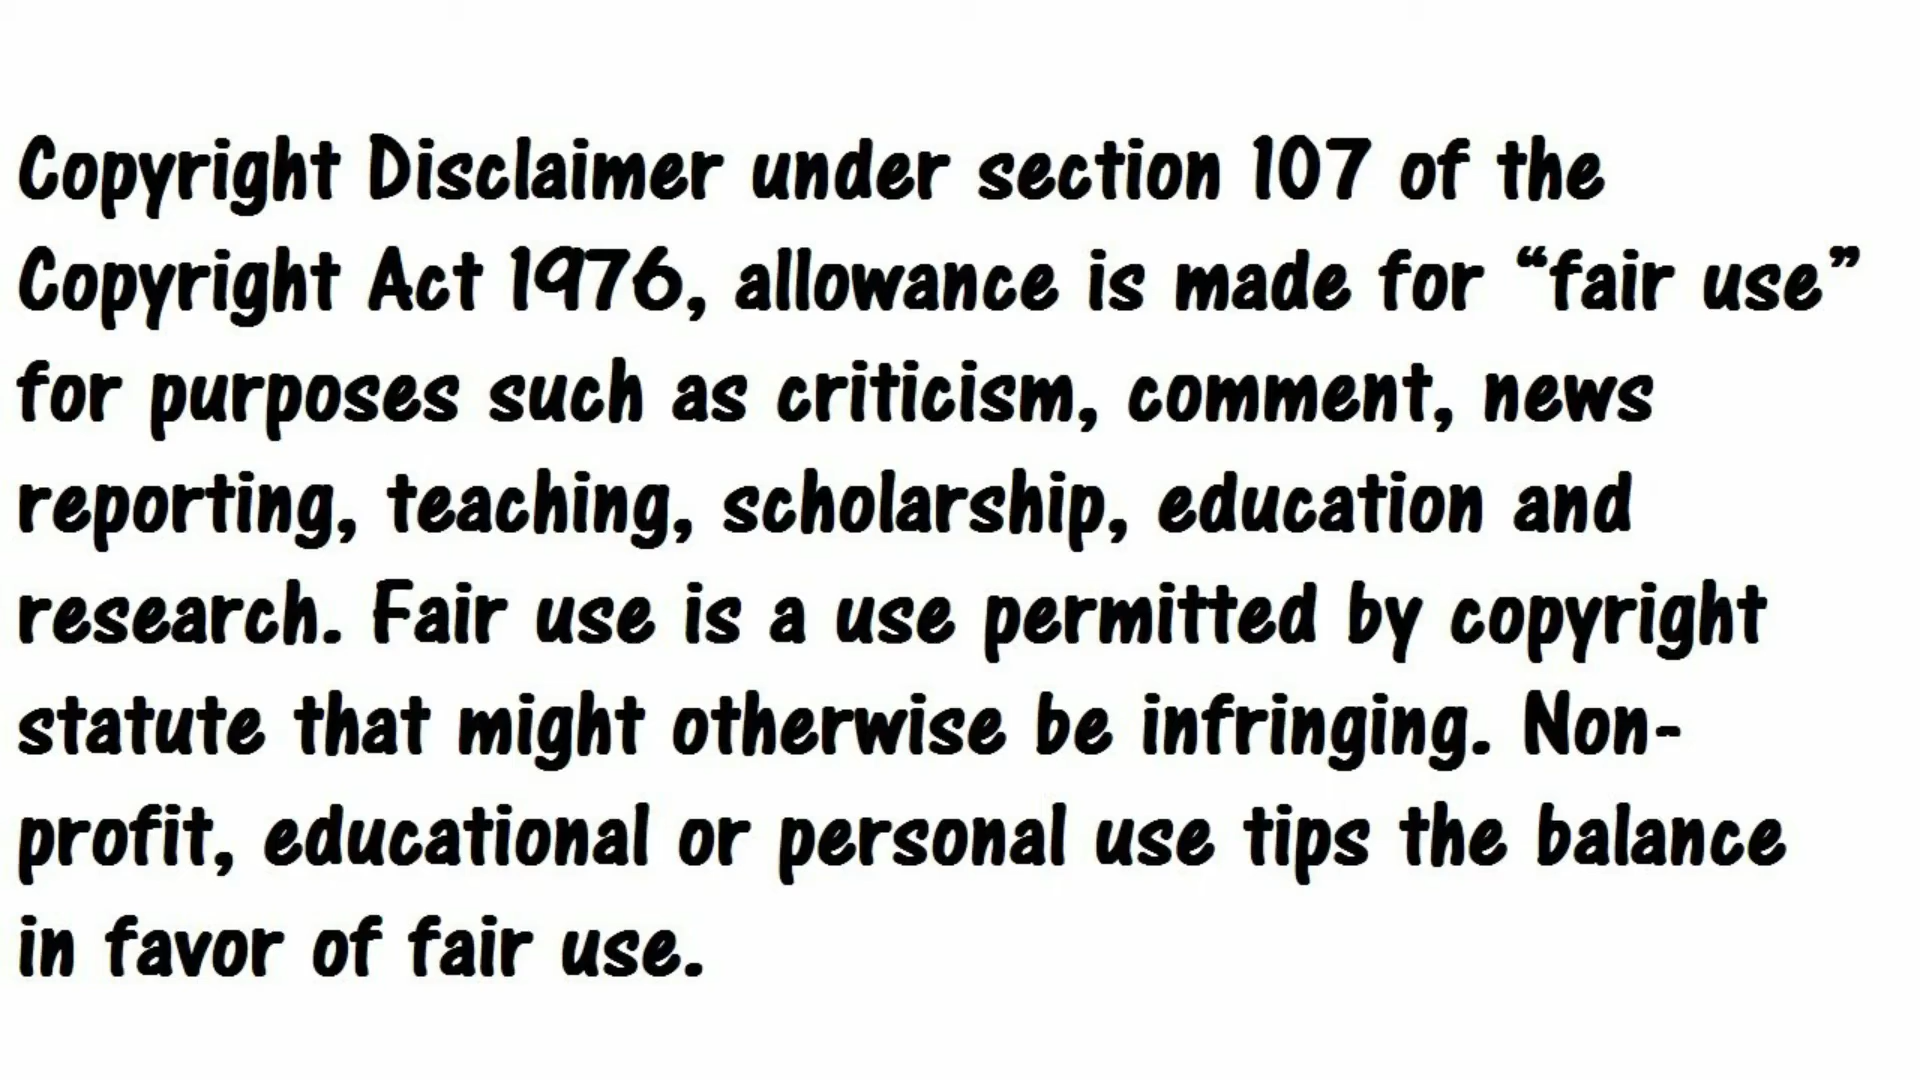 Copyright Disclaimer under section 107 of the
Copyright Act 1976, allowance is made for “fair use”
for purposes such as criticism, comment, news
reporting, teaching, scholarship, education and
research. Fair use is a use permitted by copyright
statute that might otherwise be infringing. Non-
profit, educational or personal use tips the balance
in favor of fair use.